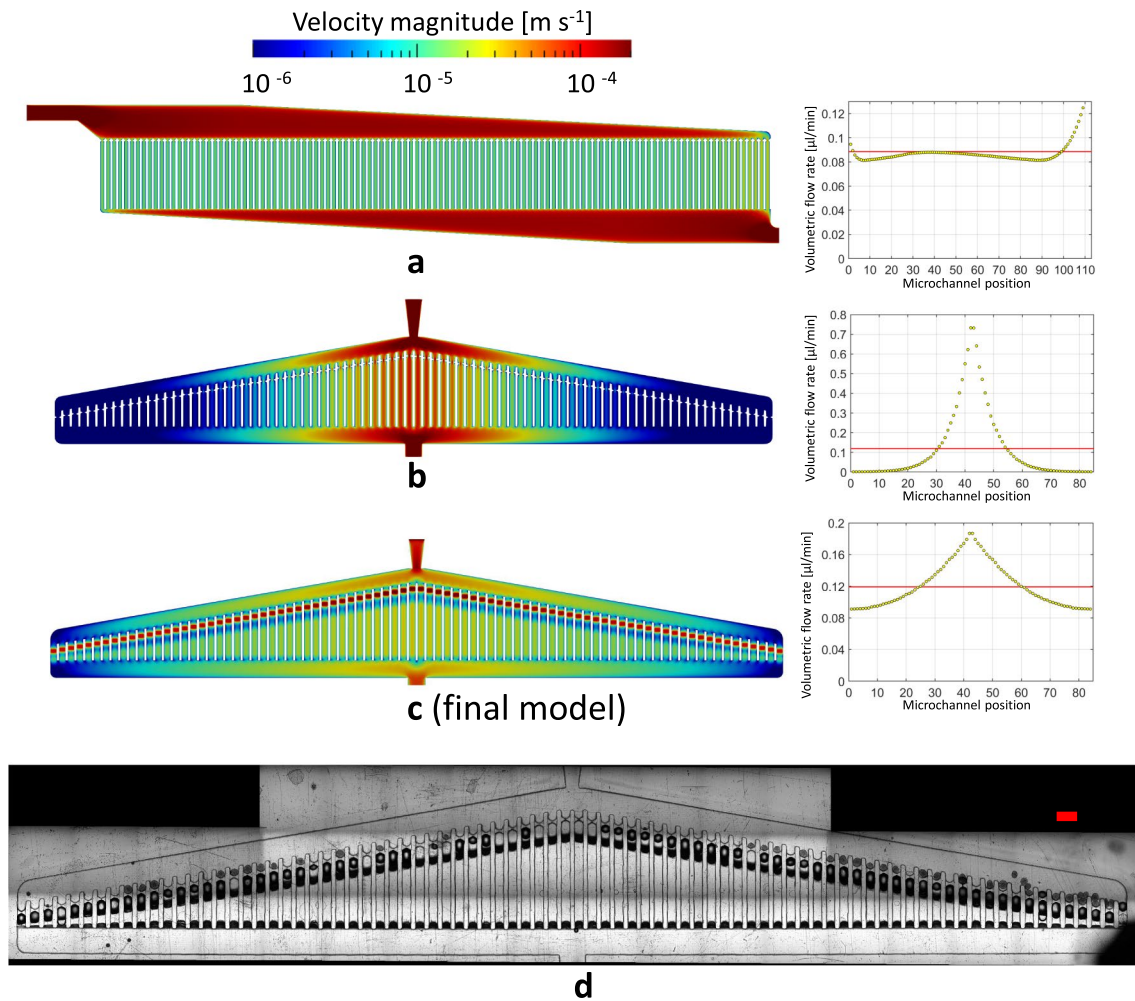 Velocity magnitude [m s⁻¹]
10⁻⁶ 10⁻⁵ 10⁻⁴
a
Volumetric flow rate [µl/min]
0.12
0.1
0.08
0.06
0.04
0.02
0
0 10 20 30 40 50 60 70 80 90 100 110
Microchannel position
b
Volumetric flow rate [µl/min]
0.8
0.7
0.6
0.5
0.4
0.3
0.2
0.1
0
0 10 20 30 40 50 60 70 80
Microchannel position
c (final model)
Volumetric flow rate [µl/min]
0.2
0.16
0.12
0.08
0.04
0
0 10 20 30 40 50 60 70 80
Microchannel position
d